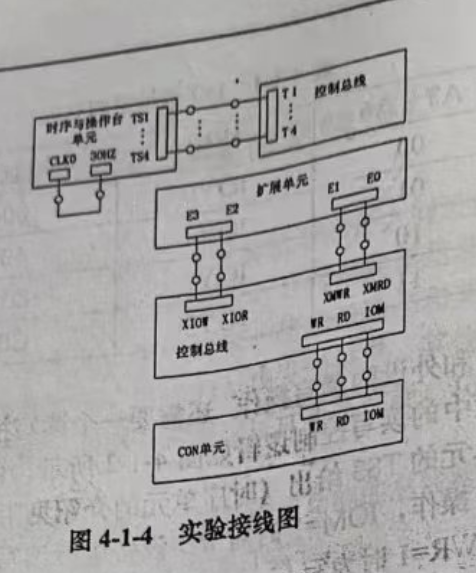 时序与操作台 TS1 T1 控制总线
单元
CLK0 30HZ TS4 T4
扩展单元
E3 E2 E1 E0
XIOW XIOR XMWR XMRD
控制总线 WR RD IOM
WR RD IOM
CON单元
图 4-1-4 实验接线图